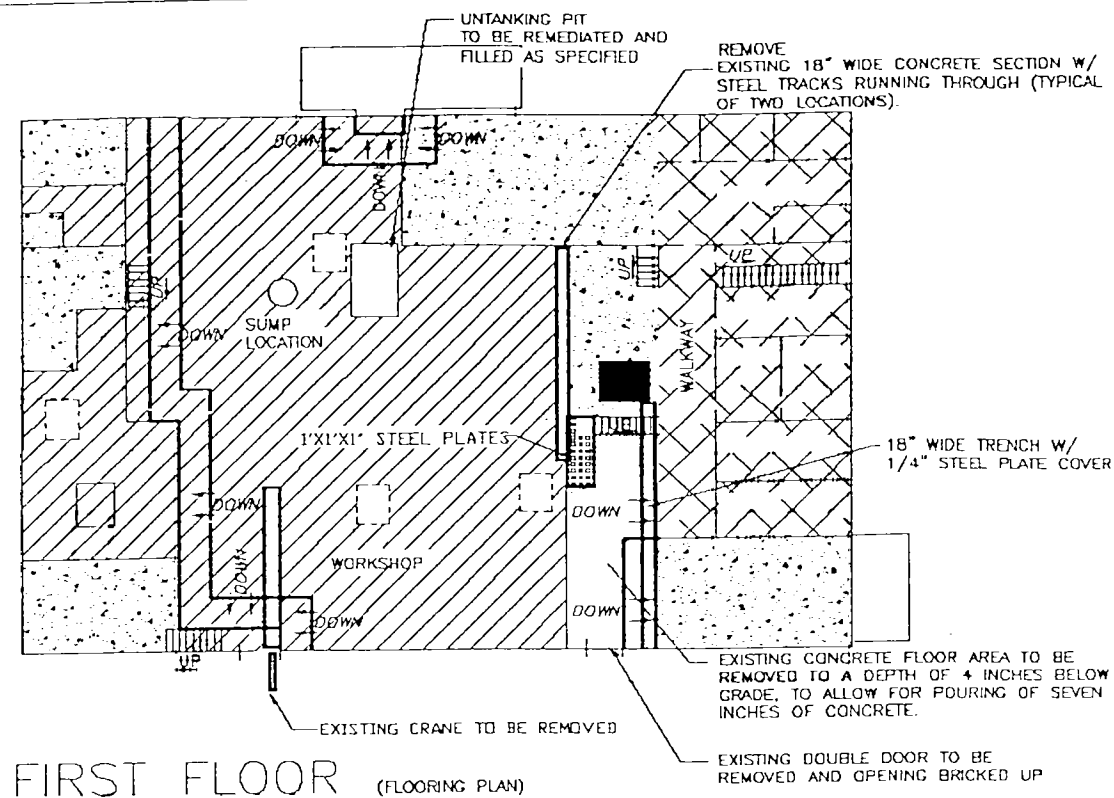 UNTANKING PIT
TO BE REMEDIATED AND
FILLED AS SPECIFIED
REMOVE
EXISTING 18" WIDE CONCRETE SECTION W/
STEEL TRACKS RUNNING THROUGH (TYPICAL
OF TWO LOCATIONS).
DOWN
DOWN
DOWN
UP
UP
UP
DOWN
SUMP
LOCATION
WALKWAY
1'X1'X1" STEEL PLATES
UP
18" WIDE TRENCH W/
1/4" STEEL PLATE COVER
DOWN
DOWN
DOWN
WORKSHOP
DOWN
DOWN
UP
EXISTING CONCRETE FLOOR AREA TO BE
REMOVED TO A DEPTH OF 4 INCHES BELOW
GRADE, TO ALLOW FOR POURING OF SEVEN
INCHES OF CONCRETE.
EXISTING CRANE TO BE REMOVED
EXISTING DOUBLE DOOR TO BE
REMOVED AND OPENING BRICKED UP
FIRST FLOOR (FLOORING PLAN)